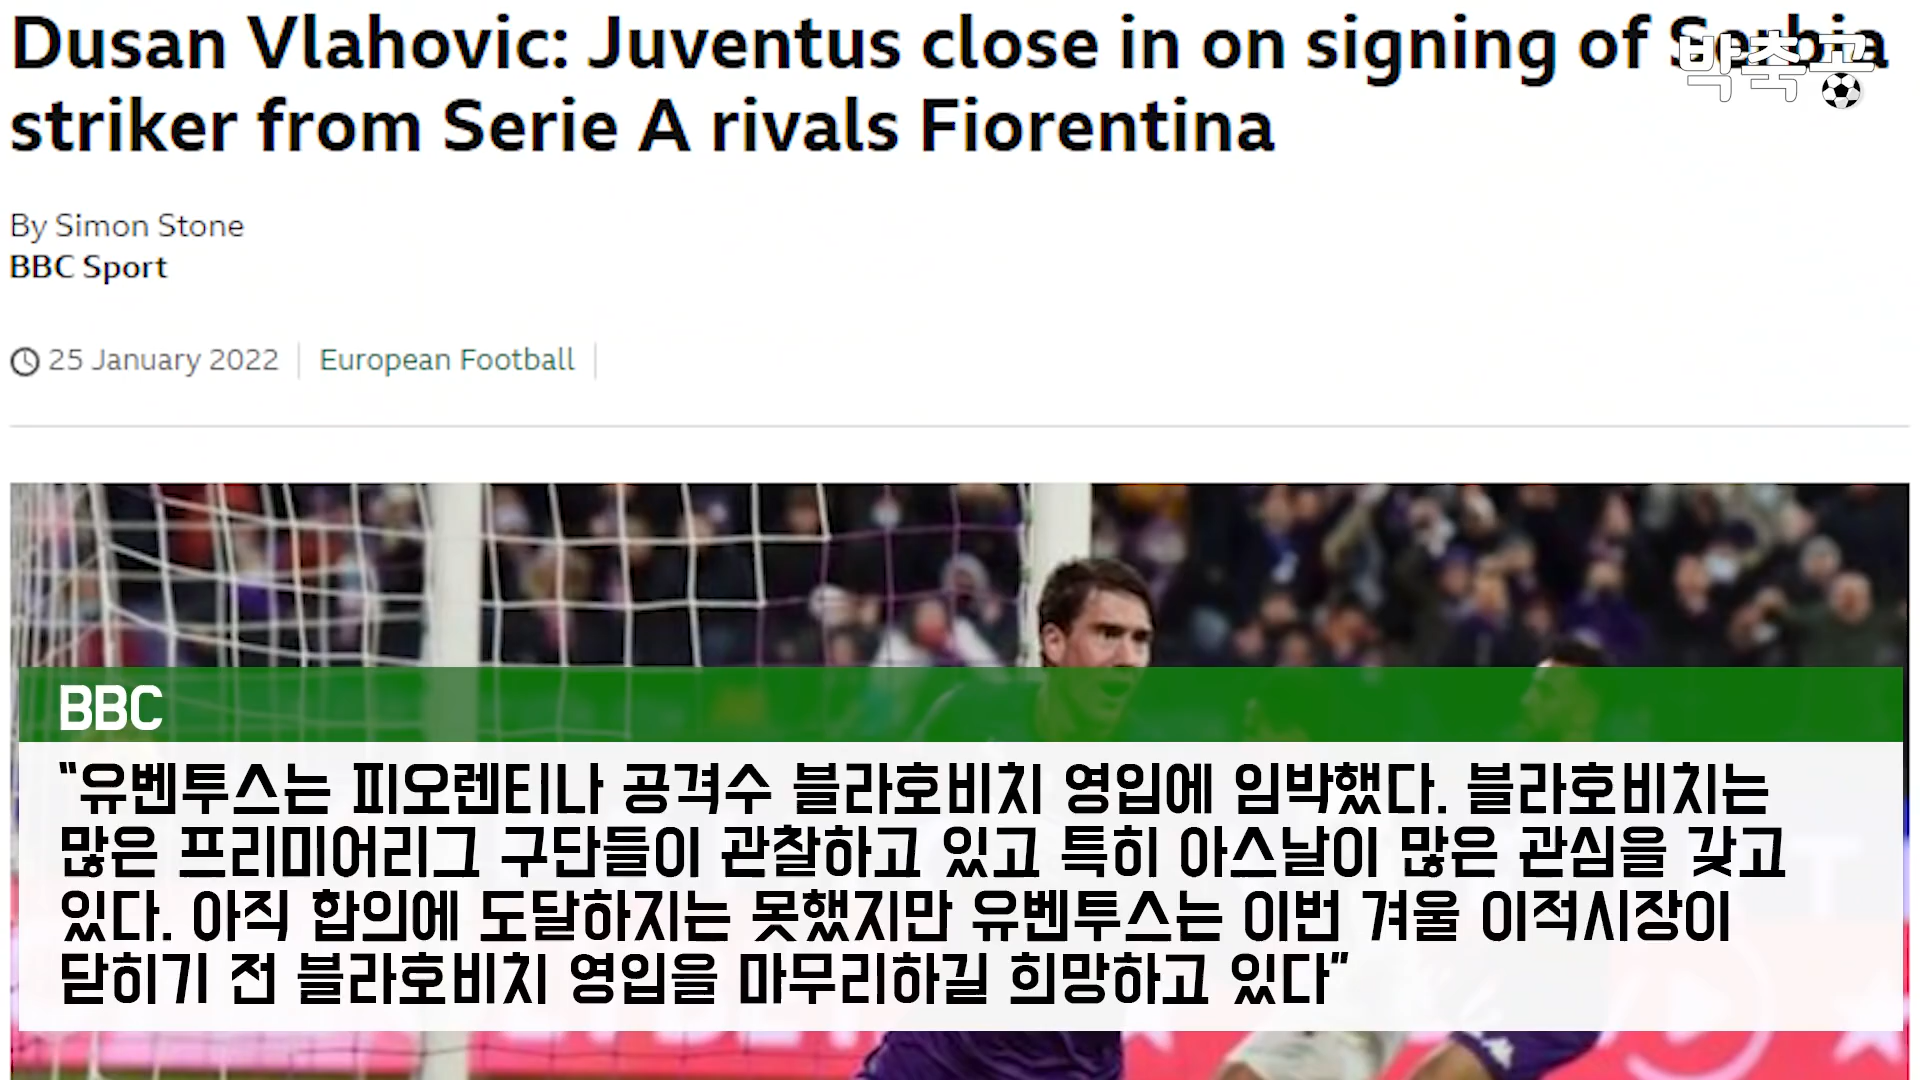 Dusan Vlahovic: Juventus close in on signing of Serbia
striker from Serie A rivals Fiorentina
박축공
By Simon Stone
BBC Sport
25 January 2022
European Football
BBC
“유벤투스는 피오렌티나 공격수 블라호비치 영입에 임박했다. 블라호비치는
많은 프리미어리그 구단들이 관찰하고 있고 특히 아스날이 많은 관심을 갖고
있다. 아직 합의에 도달하지는 못했지만 유벤투스는 이번 겨울 이적시장이
닫히기 전 블라호비치 영입을 마무리하길 희망하고 있다”